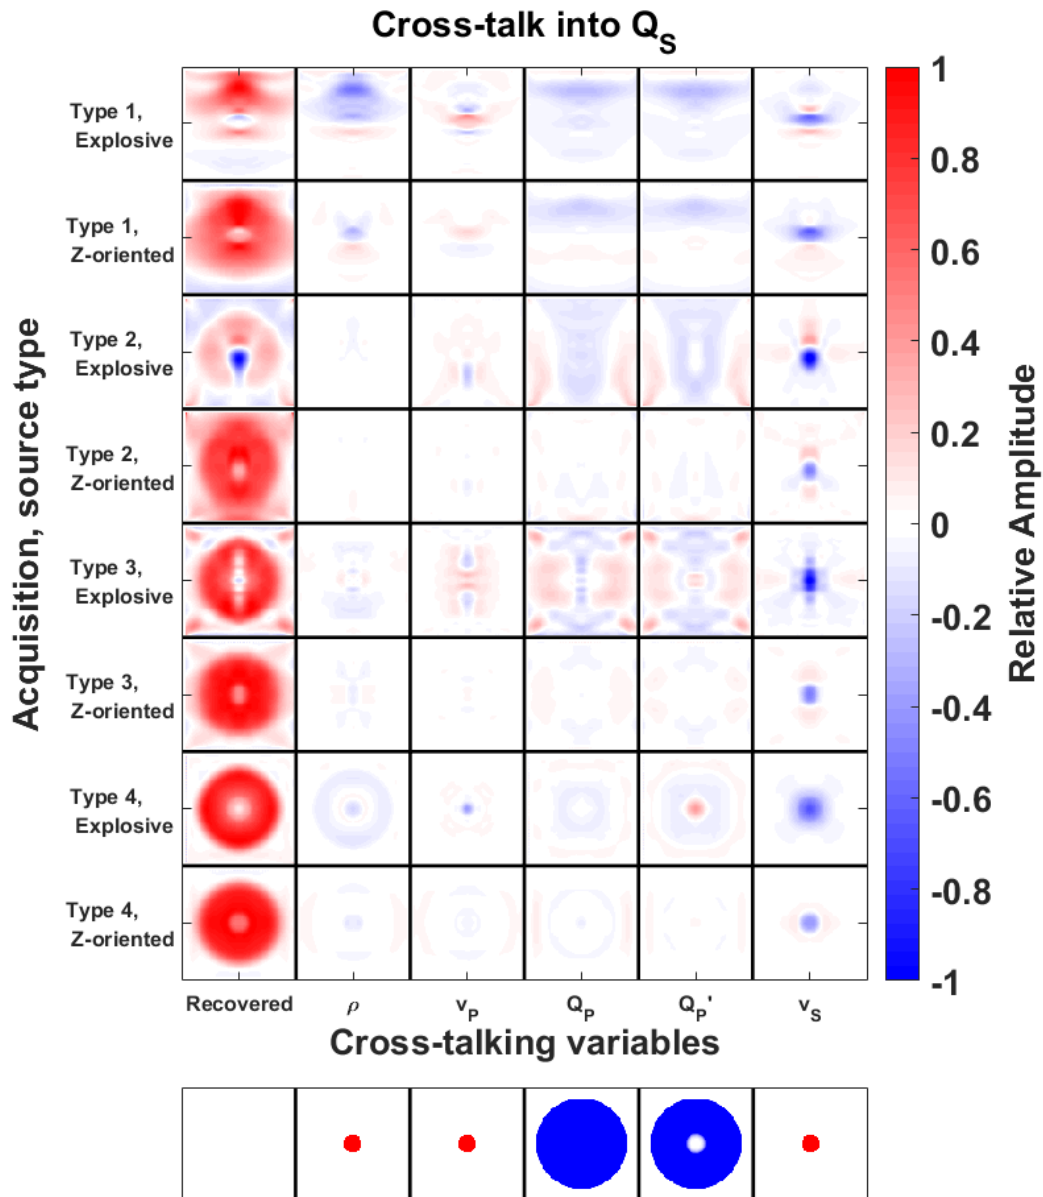 Cross-talk into Q_S
Acquisition, source type
Type 1,
Explosive
Type 1,
Z-oriented
Type 2,
Explosive
Type 2,
Z-oriented
Type 3,
Explosive
Type 3,
Z-oriented
Type 4,
Explosive
Type 4,
Z-oriented
1
0.8
0.6
0.4
0.2
0
-0.2
-0.4
-0.6
-0.8
-1
Relative Amplitude
Recovered ρ v_P Q_P Q_P' v_S
Cross-talking variables